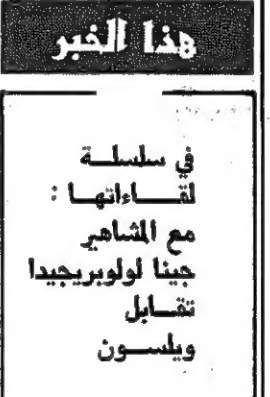 هذا الخبر
في سلسلة
لقاءاتها :
مع المشاهير
جينا لولوبريجيدا
تقابل
ويلسون